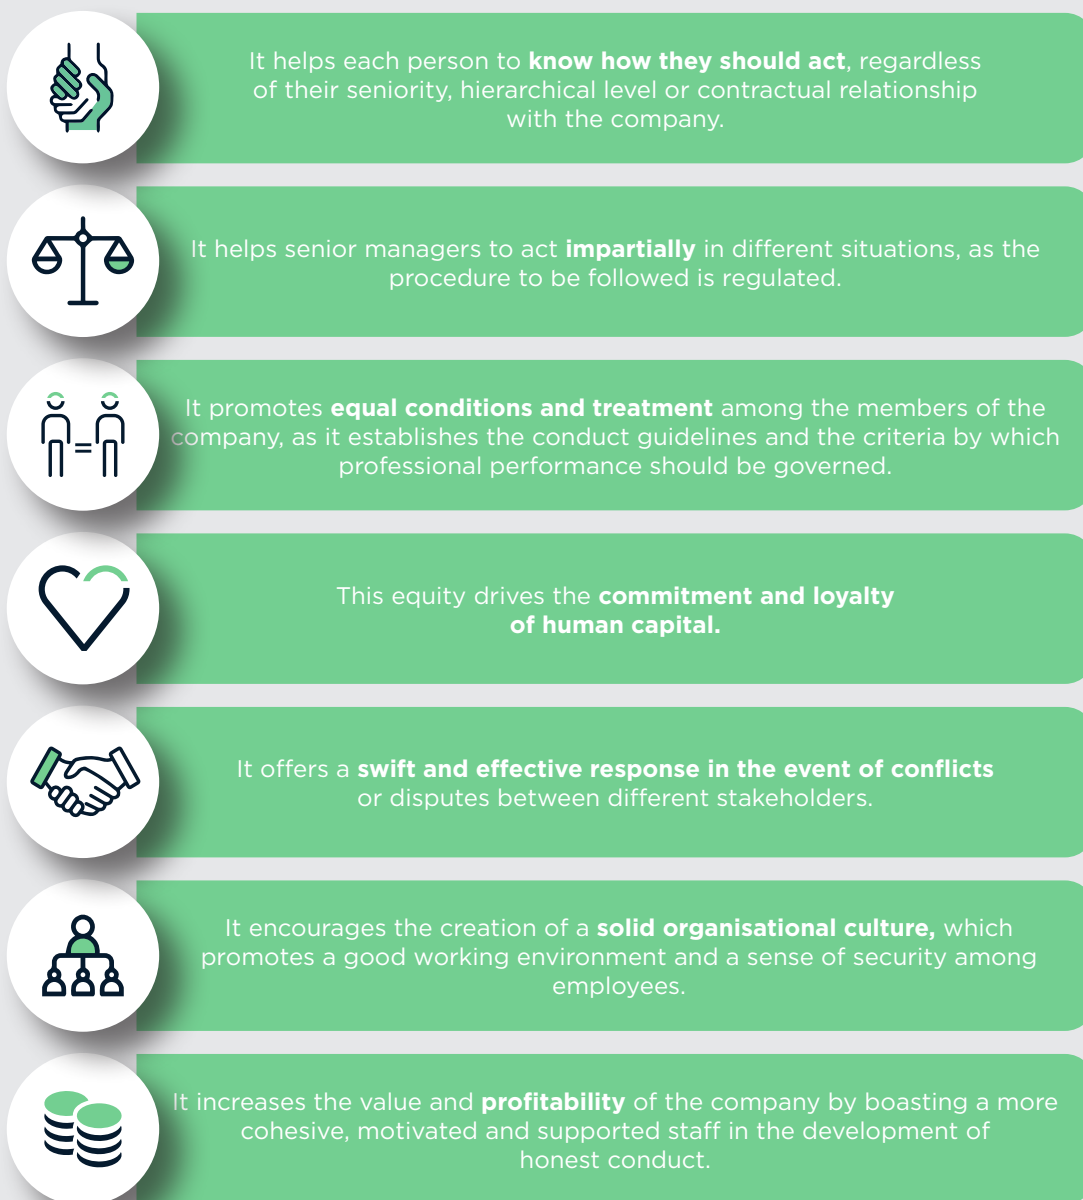 It helps each person to know how they should act, regardless
of their seniority, hierarchical level or contractual relationship
with the company.
It helps senior managers to act impartially in different situations, as the
procedure to be followed is regulated.
It promotes equal conditions and treatment among the members of the
company, as it establishes the conduct guidelines and the criteria by which
professional performance should be governed.
This equity drives the commitment and loyalty
of human capital.
It offers a swift and effective response in the event of conflicts
or disputes between different stakeholders.
It encourages the creation of a solid organisational culture, which
promotes a good working environment and a sense of security among
employees.
It increases the value and profitability of the company by boasting a more
cohesive, motivated and supported staff in the development of
honest conduct.